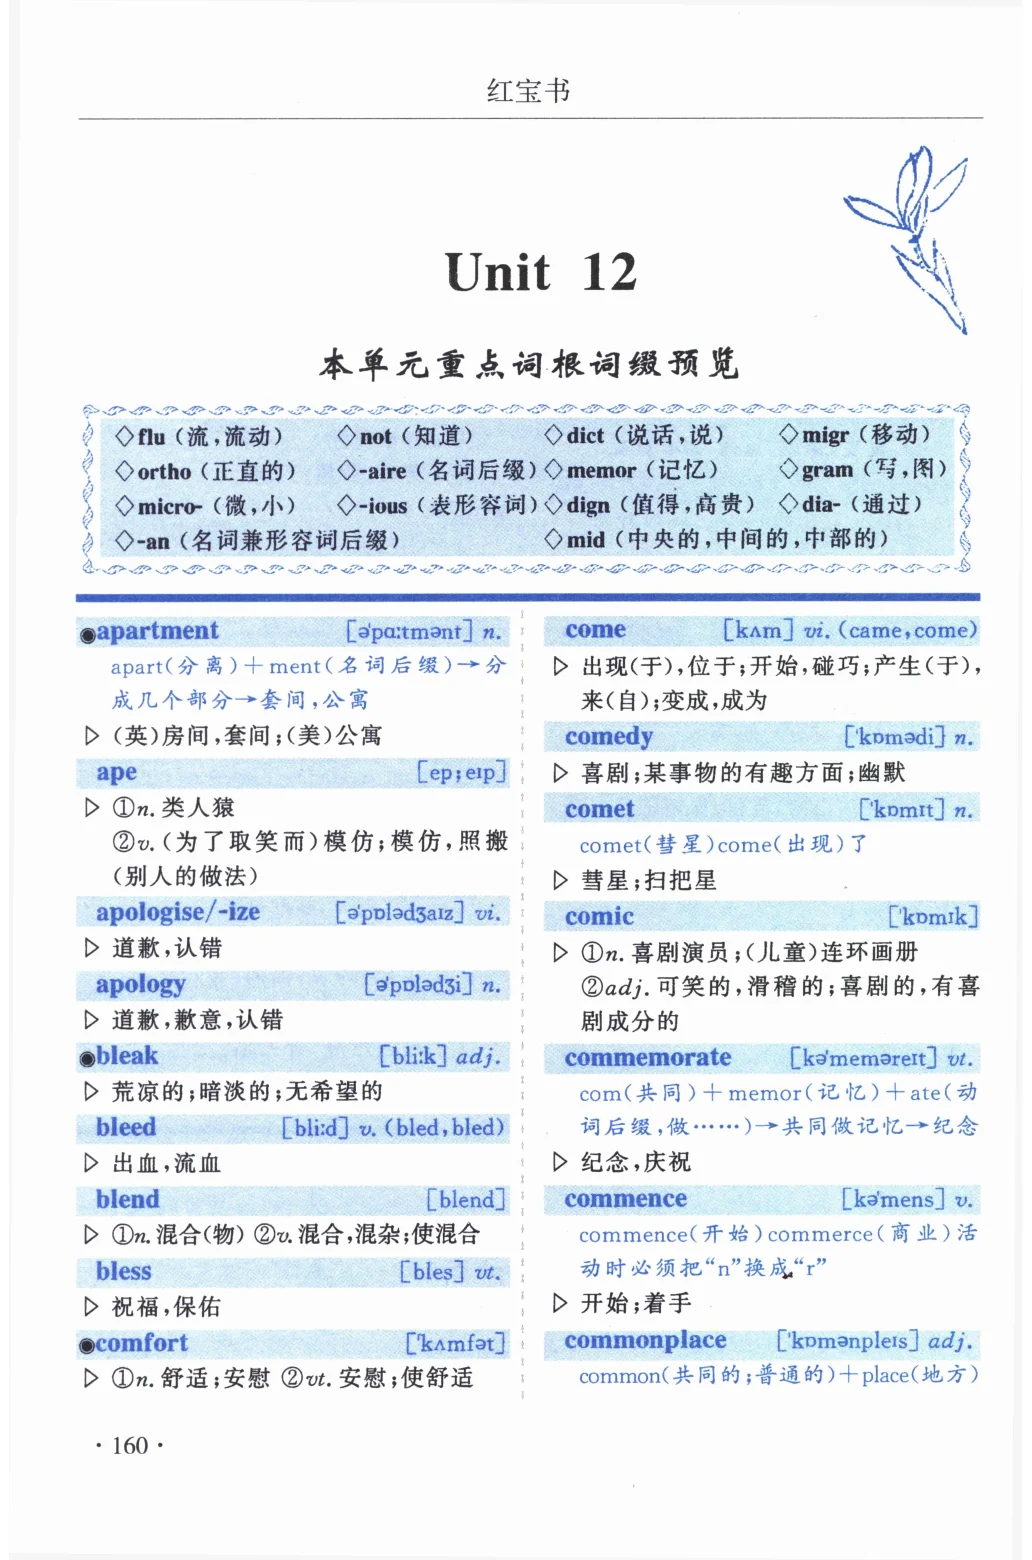 红宝书
Unit 12
本单元重点词根词缀预览
◇flu (流,流动) ◇not (知道) ◇dict (说话,说) ◇migr (移动)
◇ortho (正直的) ◇-aire (名词后缀) ◇memor (记忆) ◇gram (写,图)
◇micro- (微,小) ◇-ious (表形容词) ◇dign (值得,高贵) ◇dia- (通过)
◇-an (名词兼形容词后缀) ◇mid (中央的,中间的,中部的)
◉apartment [ə'pɑːtmənt] n.
apart(分离)+ment(名词后缀)→分
成几个部分→套间,公寓
▷ (英)房间,套间;(美)公寓
ape [ep;eɪp]
▷ ①n. 类人猿
②v. (为了取笑而)模仿;模仿,照搬
(别人的做法)
apologise/-ize [ə'pɒlədʒaɪz] vi.
▷ 道歉,认错
apology [ə'pɒlədʒi] n.
▷ 道歉,歉意,认错
◉bleak [bliːk] adj.
▷ 荒凉的;暗淡的;无希望的
bleed [bliːd] v. (bled,bled)
▷ 出血,流血
blend [blend]
▷ ①n. 混合(物) ②v. 混合,混杂;使混合
bless [bles] vt.
▷ 祝福,保佑
◉comfort ['kʌmfət]
▷ ①n. 舒适;安慰 ②vt. 安慰;使舒适
come [kʌm] vi. (came,come)
▷ 出现(于),位于;开始,碰巧;产生(于),
来(自);变成,成为
comedy ['kɒmədi] n.
▷ 喜剧;某事物的有趣方面;幽默
comet ['kɒmɪt] n.
comet(彗星)come(出现)了
▷ 彗星;扫把星
comic ['kɒmɪk]
▷ ①n. 喜剧演员;(儿童)连环画册
②adj. 可笑的,滑稽的;喜剧的,有喜
剧成分的
commemorate [kə'meməreɪt] vt.
com(共同)+memor(记忆)+ate(动
词后缀,做……)→共同做记忆→纪念
▷ 纪念,庆祝
commence [kə'mens] v.
commence(开始)commerce(商业)活
动时必须把“n”换成“r”
▷ 开始;着手
commonplace ['kɒmənpleɪs] adj.
common(共同的;普通的)+place(地方)
·160·